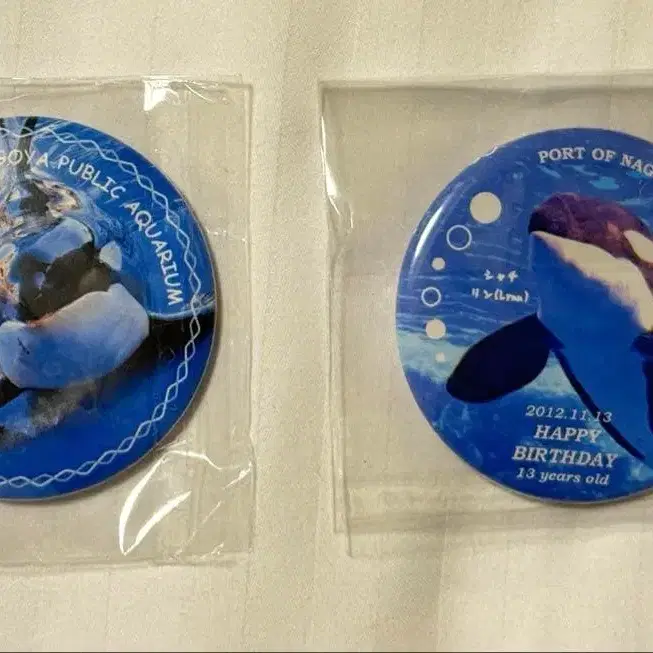 OYA PUBLIC AQUARIUM
PORT OF NAG
シャチ
リン(Lynn)
2012.11.13
HAPPY
BIRTHDAY
13 years old